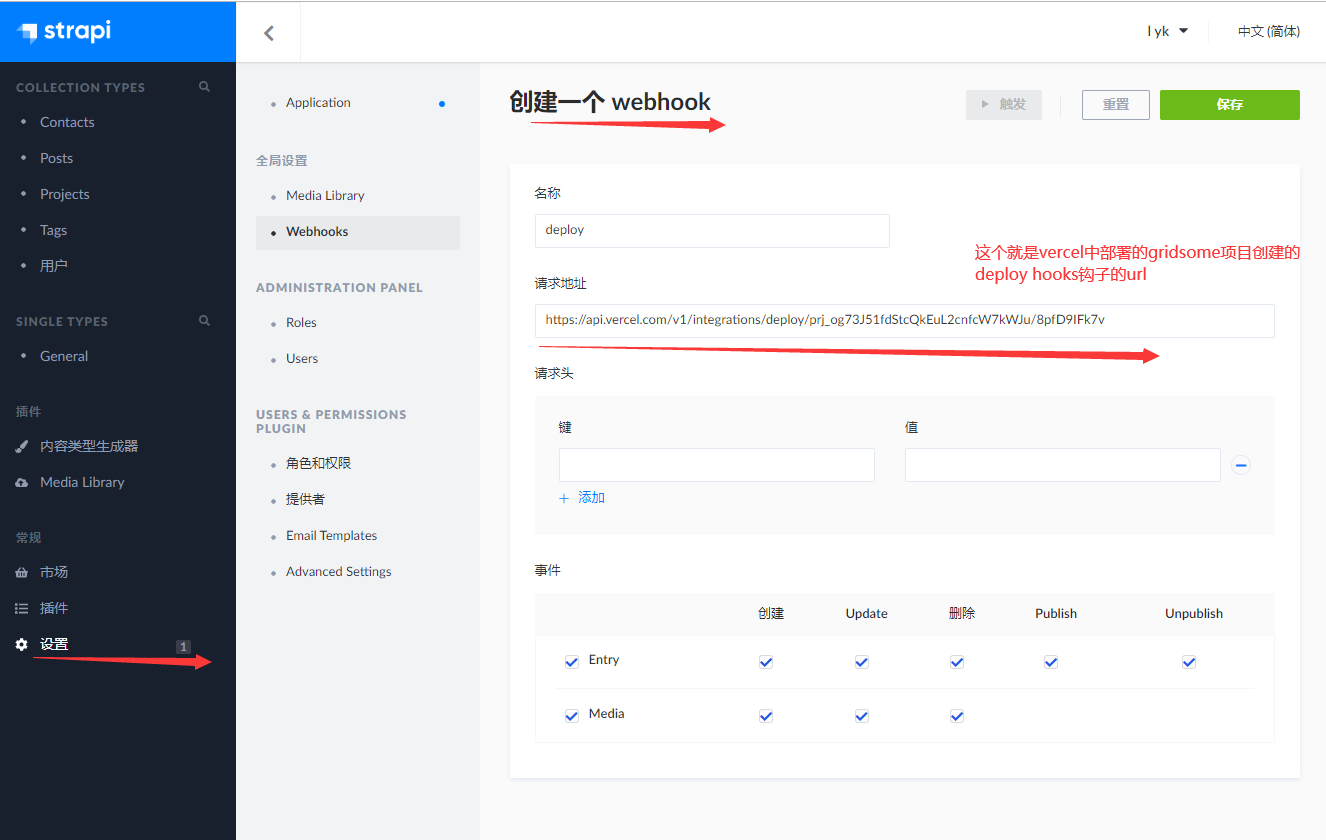 strapi
I yk
中文 (简体)
COLLECTION TYPES
Contacts
Posts
Projects
Tags
用户
SINGLE TYPES
General
插件
内容类型生成器
Media Library
常规
市场
插件
设置
1
Application
全局设置
Media Library
Webhooks
ADMINISTRATION PANEL
Roles
Users
USERS & PERMISSIONS
PLUGIN
角色和权限
提供者
Email Templates
Advanced Settings
创建一个 webhook
触发
重置
保存
名称
deploy
这个就是vercel中部署的gridsome项目创建的
deploy hooks钩子的url
请求地址
https://api.vercel.com/v1/integrations/deploy/prj_og73J51fdStcQkEuL2cnfcW7kWJu/8pfD9IFk7v
请求头
键
值
添加
事件
创建 Update 删除 Publish Unpublish
Entry
Media